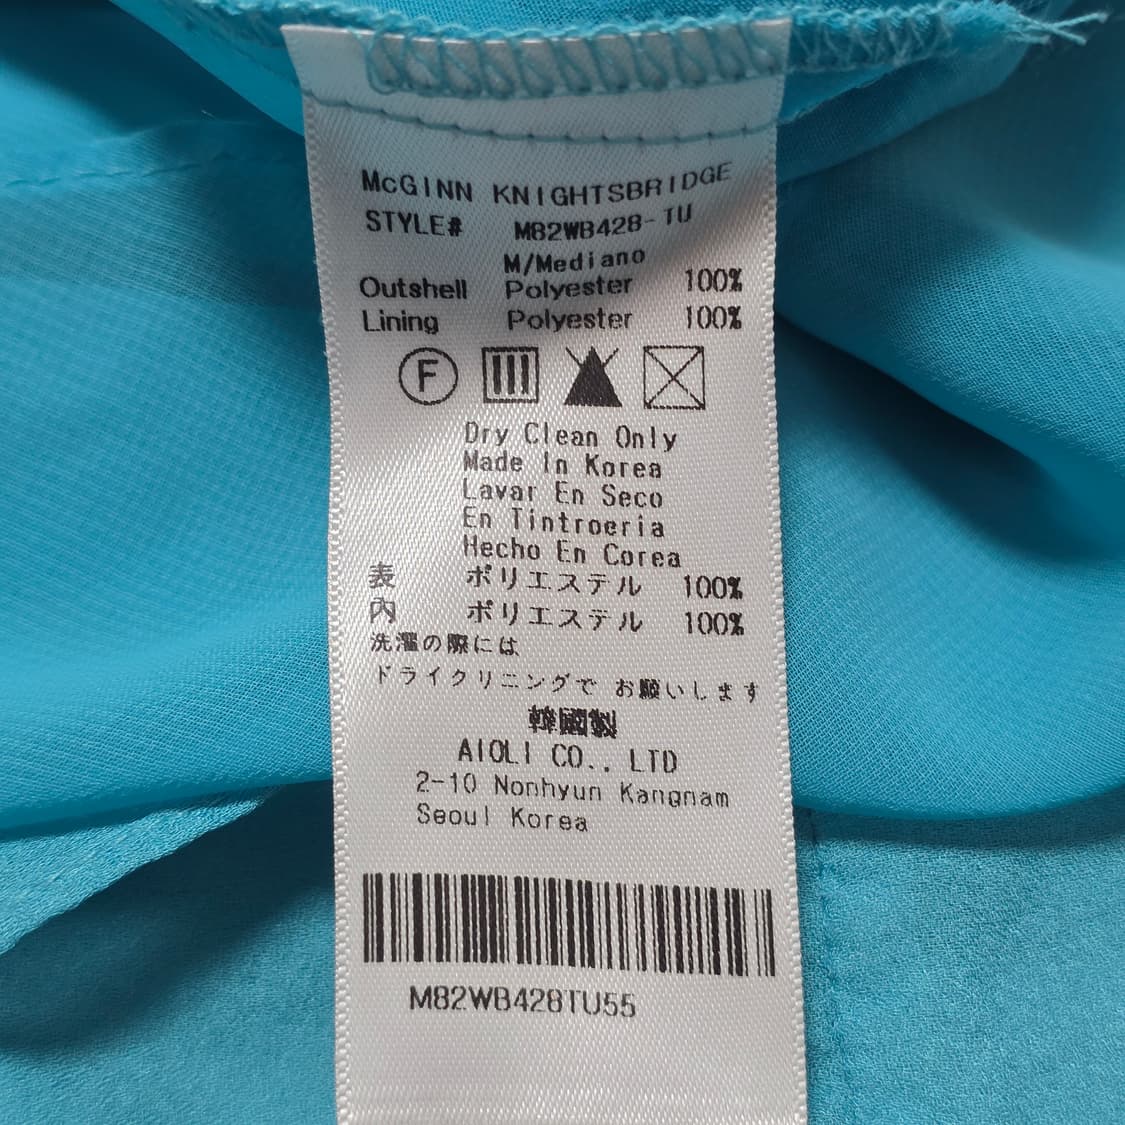 McGINN KNIGHTSBRIDGE
STYLE# M82WB428-TU
M/Mediano
Outshell Polyester 100%
Lining Polyester 100%
F
Dry Clean Only
Made In Korea
Lavar En Seco
En Tintroeria
Hecho En Corea
表 ポリエステル 100%
內 ポリエステル 100%
洗濯の際には
ドライクリニングで お願いします
韓國製
AIOLI CO., LTD
2-10 Nonhyun Kangnam
Seoul Korea
M82WB428TU55